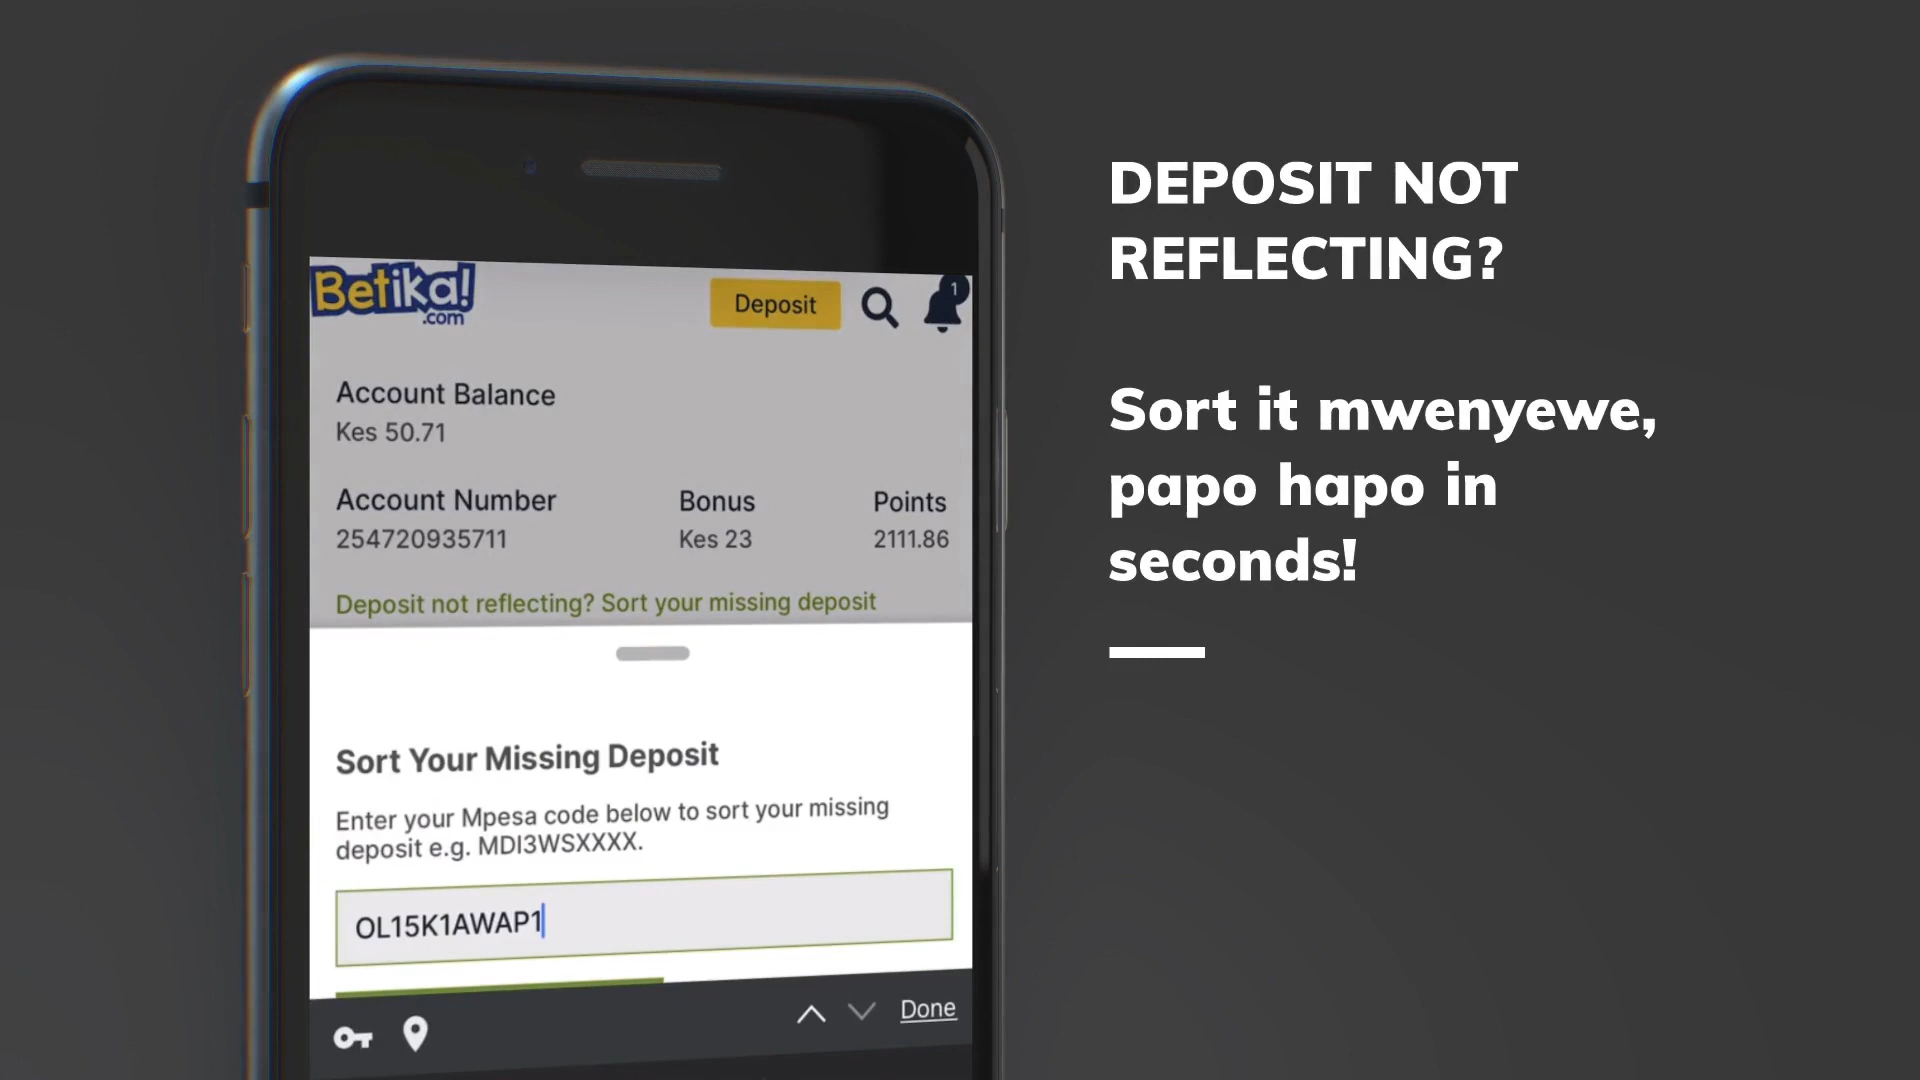 Betika!
.com
Deposit
1
Account Balance
Kes 50.71
Account Number
Bonus
Points
254720935711
Kes 23
2111.86
Deposit not reflecting? Sort your missing deposit
Sort Your Missing Deposit
Enter your Mpesa code below to sort your missing
deposit e.g. MDI3WSXXXX.
OL15K1AWAP1
Done
DEPOSIT NOT
REFLECTING?
Sort it mwenyewe,
papo hapo in
seconds!